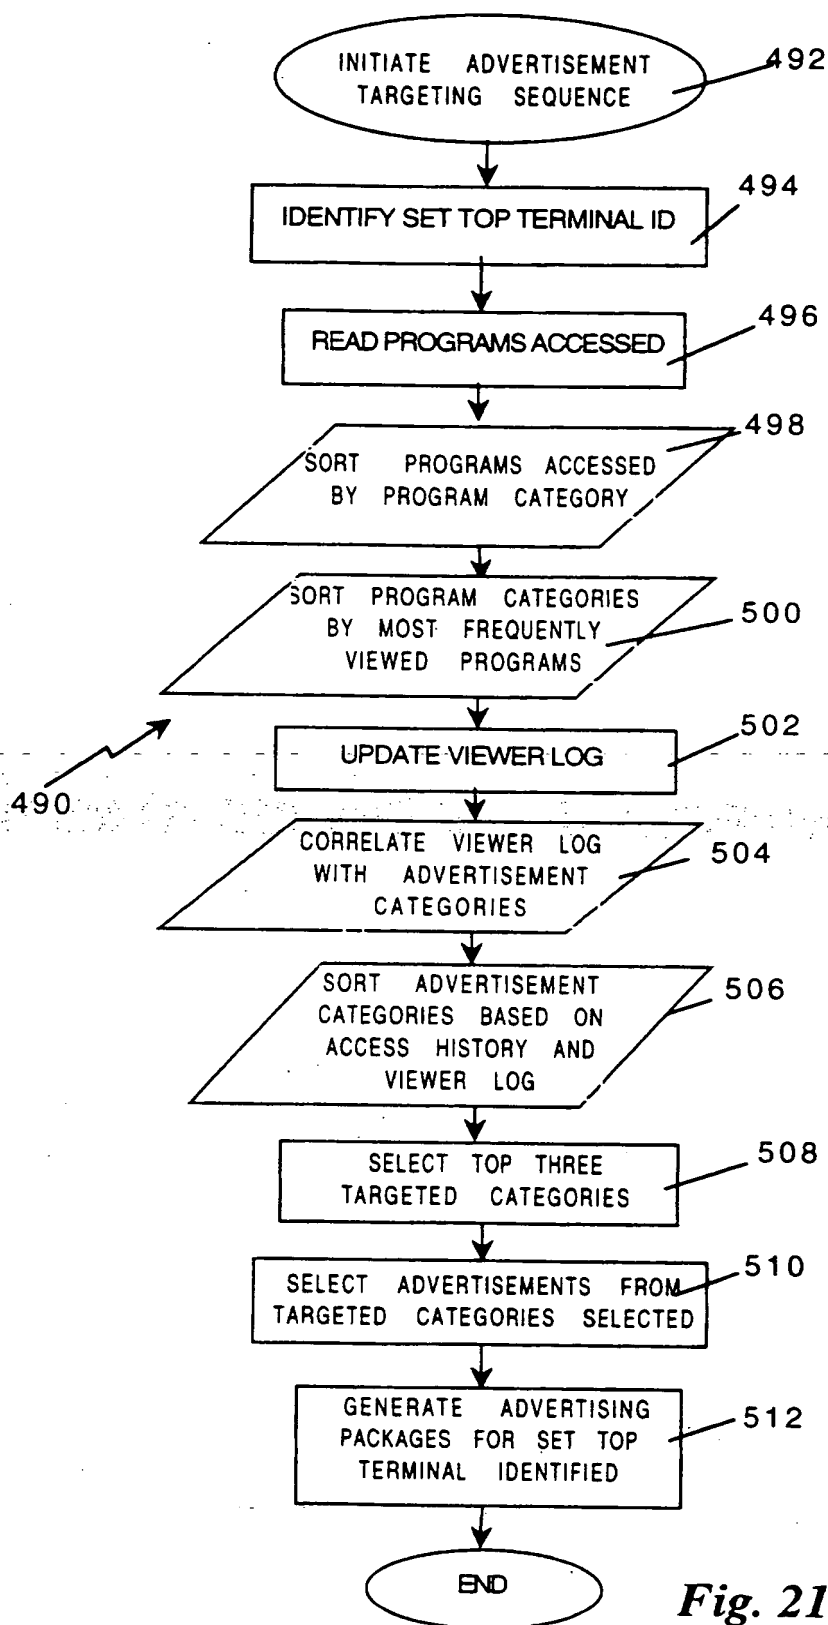 INITIATE ADVERTISEMENT
TARGETING SEQUENCE
492
IDENTIFY SET TOP TERMINAL ID
494
READ PROGRAMS ACCESSED
496
SORT PROGRAMS ACCESSED
BY PROGRAM CATEGORY
498
SORT PROGRAM CATEGORIES
BY MOST FREQUENTLY
VIEWED PROGRAMS
500
UPDATE VIEWER LOG
502
490
CORRELATE VIEWER LOG
WITH ADVERTISEMENT
CATEGORIES
504
SORT ADVERTISEMENT
CATEGORIES BASED ON
ACCESS HISTORY AND
VIEWER LOG
506
SELECT TOP THREE
TARGETED CATEGORIES
508
SELECT ADVERTISEMENTS FROM
TARGETED CATEGORIES SELECTED
510
GENERATE ADVERTISING
PACKAGES FOR SET TOP
TERMINAL IDENTIFIED
512
END
Fig. 21